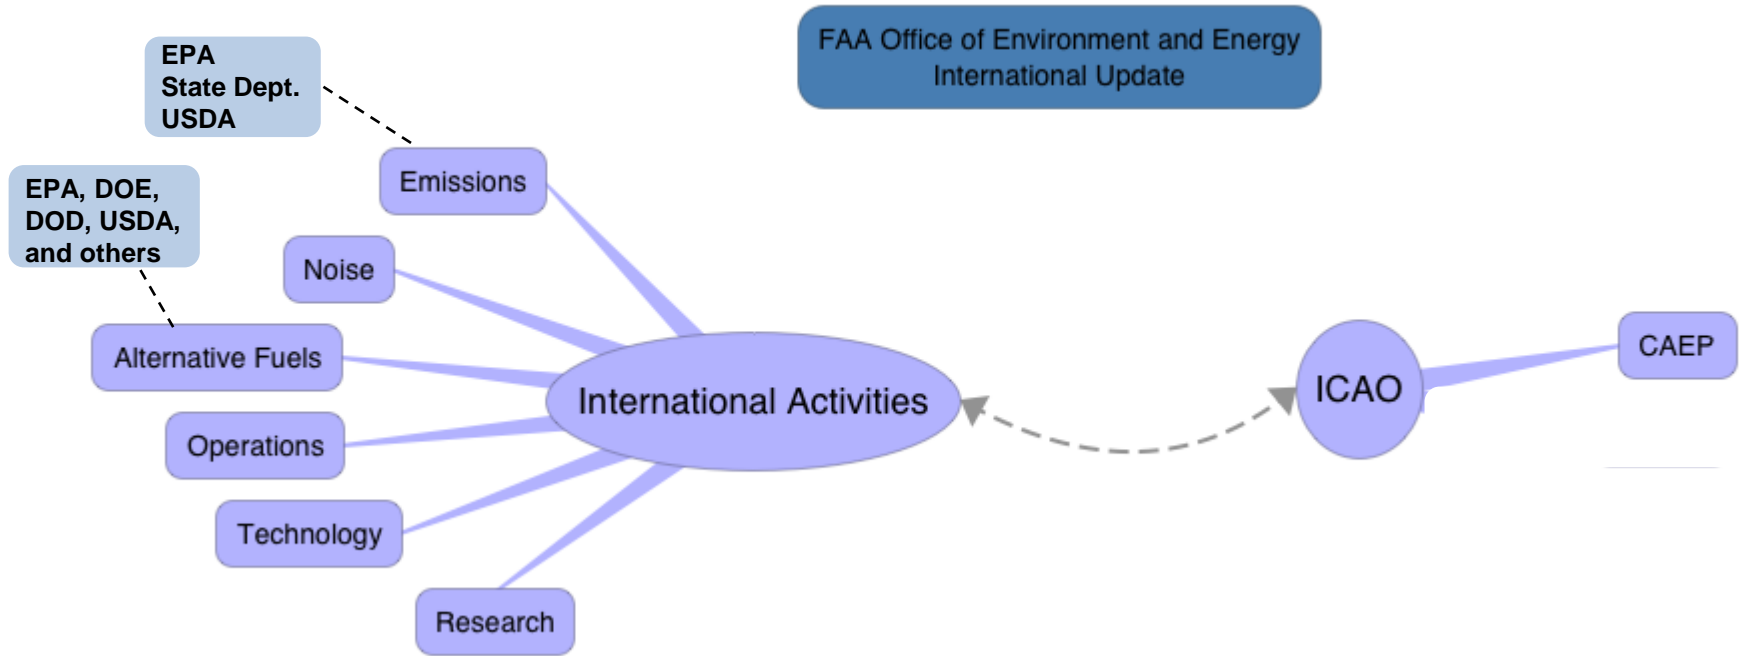 FAA Office of Environment and Energy
International Update
EPA
State Dept.
USDA
Emissions
EPA, DOE,
DOD, USDA,
and others
Noise
Alternative Fuels
Operations
Technology
Research
International Activities
ICAO
CAEP